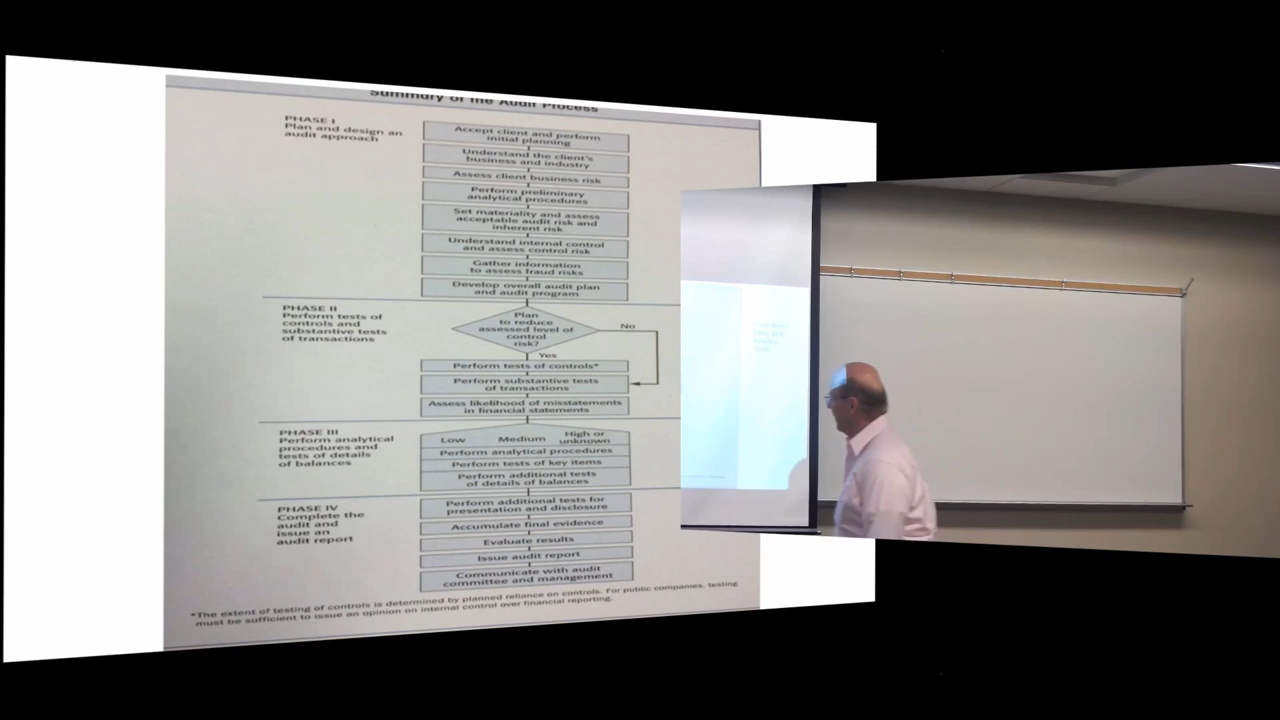 Summary of the Audit Process
PHASE I
Plan and design an
audit approach
Accept client and perform
initial planning
Understand the client's
business and industry
Assess client business risk
Perform preliminary
analytical procedures
Set materiality and assess
acceptable audit risk and
inherent risk
Understand internal control
and assess control risk
Gather information
to assess fraud risks
Develop overall audit plan
and audit program
PHASE II
Perform tests of
controls and
substantive tests
of transactions
Plan
to reduce
assessed level of
control
risk?
No
Yes
Perform tests of controls*
Perform substantive tests
of transactions
Assess likelihood of misstatements
in financial statements
PHASE III
Perform analytical
procedures and
tests of details
of balances
Low Medium High or
unknown
Perform analytical procedures
Perform tests of key items
Perform additional tests
of details of balances
PHASE IV
Complete the
audit and
issue an
audit report
Perform additional tests for
presentation and disclosure
Accumulate final evidence
Evaluate results
Issue audit report
Communicate with audit
committee and management
*The extent of testing of controls is determined by planned reliance on controls. For public companies, testing
must be sufficient to issue an opinion on internal control over financial reporting.